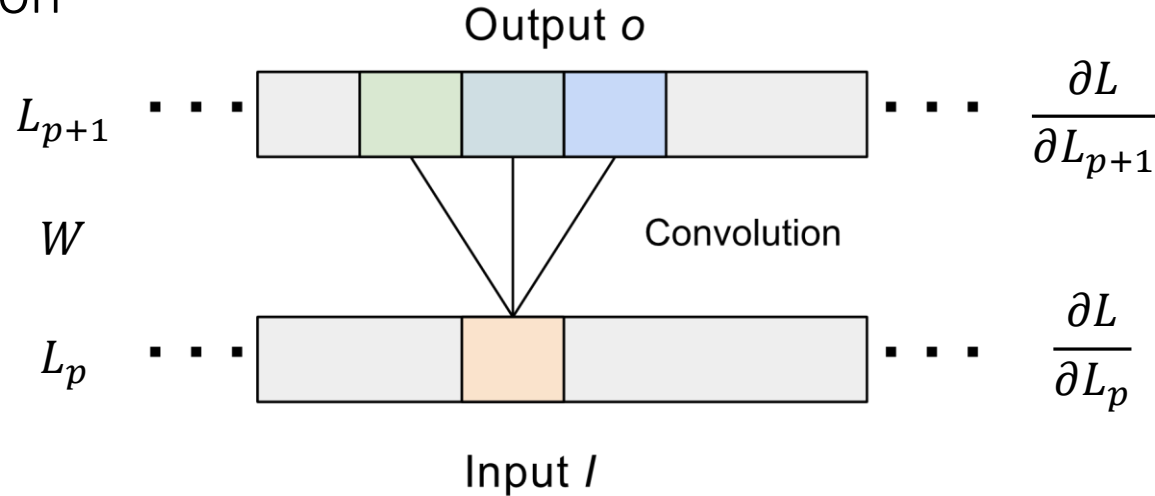 Output o
L_{p+1} ... ... ∂L/∂L_{p+1}
W Convolution
L_p ... ... ∂L/∂L_p
Input I